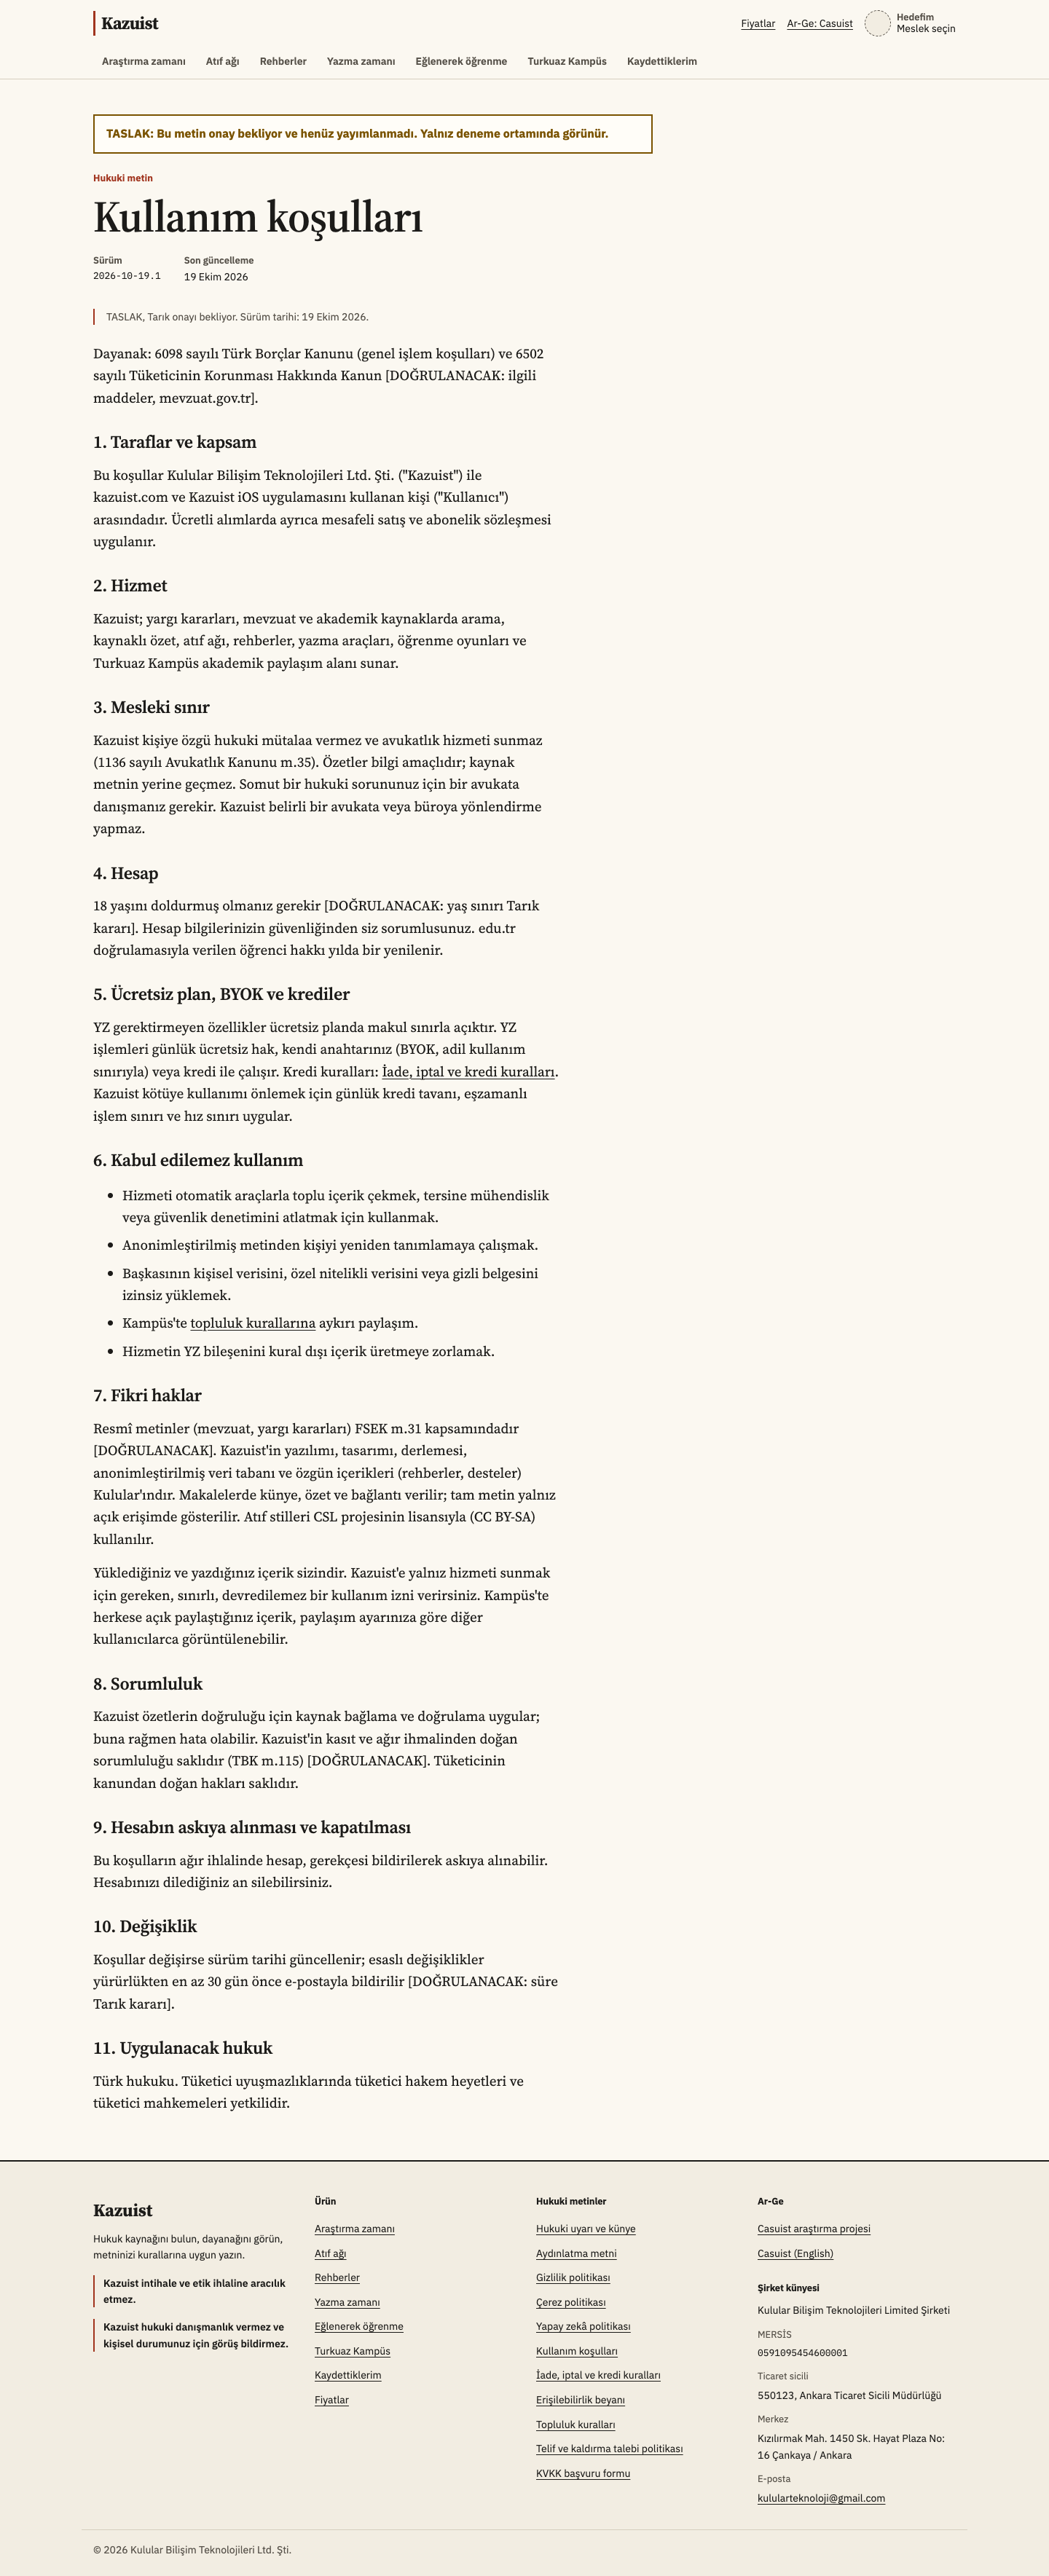 Kazuist
Fiyatlar
Ar-Ge: Casuist
Hedefim
Meslek seçin
Araştırma zamanı
Atıf ağı
Rehberler
Yazma zamanı
Eğlenerek öğrenme
Turkuaz Kampüs
Kaydettiklerim
TASLAK: Bu metin onay bekliyor ve henüz yayımlanmadı. Yalnız deneme ortamında görünür.
Hukuki metin
Kullanım koşulları
Sürüm
2026-10-19.1
Son güncelleme
19 Ekim 2026
TASLAK, Tarık onayı bekliyor. Sürüm tarihi: 19 Ekim 2026.
Dayanak: 6098 sayılı Türk Borçlar Kanunu (genel işlem koşulları) ve 6502
sayılı Tüketicinin Korunması Hakkında Kanun [DOĞRULANACAK: ilgili
maddeler, mevzuat.gov.tr].
1. Taraflar ve kapsam
Bu koşullar Kulular Bilişim Teknolojileri Ltd. Şti. ("Kazuist") ile
kazuist.com ve Kazuist iOS uygulamasını kullanan kişi ("Kullanıcı")
arasındadır. Ücretli alımlarda ayrıca mesafeli satış ve abonelik sözleşmesi
uygulanır.
2. Hizmet
Kazuist; yargı kararları, mevzuat ve akademik kaynaklarda arama,
kaynaklı özet, atıf ağı, rehberler, yazma araçları, öğrenme oyunları ve
Turkuaz Kampüs akademik paylaşım alanı sunar.
3. Mesleki sınır
Kazuist kişiye özgü hukuki mütalaa vermez ve avukatlık hizmeti sunmaz
(1136 sayılı Avukatlık Kanunu m.35). Özetler bilgi amaçlıdır; kaynak
metnin yerine geçmez. Somut bir hukuki sorununuz için bir avukata
danışmanız gerekir. Kazuist belirli bir avukata veya büroya yönlendirme
yapmaz.
4. Hesap
18 yaşını doldurmuş olmanız gerekir [DOĞRULANACAK: yaş sınırı Tarık
kararı]. Hesap bilgilerinizin güvenliğinden siz sorumlusunuz. edu.tr
doğrulamasıyla verilen öğrenci hakkı yılda bir yenilenir.
5. Ücretsiz plan, BYOK ve krediler
YZ gerektirmeyen özellikler ücretsiz planda makul sınırla açıktır. YZ
işlemleri günlük ücretsiz hak, kendi anahtarınız (BYOK, adil kullanım
sınırıyla) veya kredi ile çalışır. Kredi kuralları: İade, iptal ve kredi kuralları.
Kazuist kötüye kullanımı önlemek için günlük kredi tavanı, eşzamanlı
işlem sınırı ve hız sınırı uygular.
6. Kabul edilemez kullanım
• Hizmeti otomatik araçlarla toplu içerik çekmek, tersine mühendislik
veya güvenlik denetimini atlatmak için kullanmak.
• Anonimleştirilmiş metinden kişiyi yeniden tanımlamaya çalışmak.
• Başkasının kişisel verisini, özel nitelikli verisini veya gizli belgesini
izinsiz yüklemek.
• Kampüs'te topluluk kurallarına aykırı paylaşım.
• Hizmetin YZ bileşenini kural dışı içerik üretmeye zorlamak.
7. Fikri haklar
Resmî metinler (mevzuat, yargı kararları) FSEK m.31 kapsamındadır
[DOĞRULANACAK]. Kazuist'in yazılımı, tasarımı, derlemesi,
anonimleştirilmiş veri tabanı ve özgün içerikleri (rehberler, desteler)
Kulular'ındır. Makalelerde künye, özet ve bağlantı verilir; tam metin yalnız
açık erişimde gösterilir. Atıf stilleri CSL projesinin lisansıyla (CC BY-SA)
kullanılır.
Yüklediğiniz ve yazdığınız içerik sizindir. Kazuist'e yalnız hizmeti sunmak
için gereken, sınırlı, devredilemez bir kullanım izni verirsiniz. Kampüs'te
herkese açık paylaştığınız içerik, paylaşım ayarınıza göre diğer
kullanıcılarca görüntülenebilir.
8. Sorumluluk
Kazuist özetlerin doğruluğu için kaynak bağlama ve doğrulama uygular;
buna rağmen hata olabilir. Kazuist'in kasıt ve ağır ihmalinden doğan
sorumluluğu saklıdır (TBK m.115) [DOĞRULANACAK]. Tüketicinin
kanundan doğan hakları saklıdır.
9. Hesabın askıya alınması ve kapatılması
Bu koşulların ağır ihlalinde hesap, gerekçesi bildirilerek askıya alınabilir.
Hesabınızı dilediğiniz an silebilirsiniz.
10. Değişiklik
Koşullar değişirse sürüm tarihi güncellenir; esaslı değişiklikler
yürürlükten en az 30 gün önce e-postayla bildirilir [DOĞRULANACAK: süre
Tarık kararı].
11. Uygulanacak hukuk
Türk hukuku. Tüketici uyuşmazlıklarında tüketici hakem heyetleri ve
tüketici mahkemeleri yetkilidir.
Kazuist
Hukuk kaynağını bulun, dayanağını görün,
metninizi kurallarına uygun yazın.
Kazuist intihale ve etik ihlaline aracılık
etmez.
Kazuist hukuki danışmanlık vermez ve
kişisel durumunuz için görüş bildirmez.
Ürün
Araştırma zamanı
Atıf ağı
Rehberler
Yazma zamanı
Eğlenerek öğrenme
Turkuaz Kampüs
Kaydettiklerim
Fiyatlar
Hukuki metinler
Hukuki uyarı ve künye
Aydınlatma metni
Gizlilik politikası
Çerez politikası
Yapay zekâ politikası
Kullanım koşulları
İade, iptal ve kredi kuralları
Erişilebilirlik beyanı
Topluluk kuralları
Telif ve kaldırma talebi politikası
KVKK başvuru formu
Ar-Ge
Casuist araştırma projesi
Casuist (English)
Şirket künyesi
Kulular Bilişim Teknolojileri Limited Şirketi
MERSİS
0591095454600001
Ticaret sicili
550123, Ankara Ticaret Sicili Müdürlüğü
Merkez
Kızılırmak Mah. 1450 Sk. Hayat Plaza No:
16 Çankaya / Ankara
E-posta
kulularteknoloji@gmail.com
© 2026 Kulular Bilişim Teknolojileri Ltd. Şti.